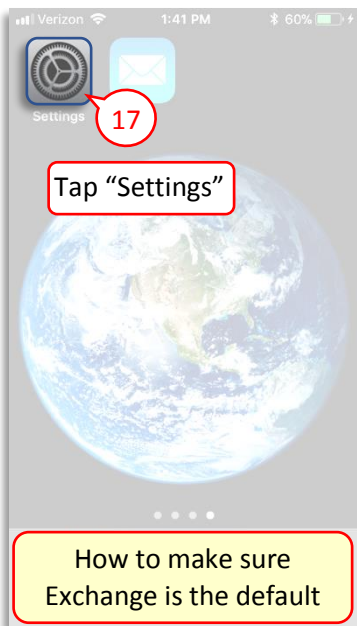 Verizon 1:41 PM 60%
Settings
17
Tap “Settings”
How to make sure
Exchange is the default